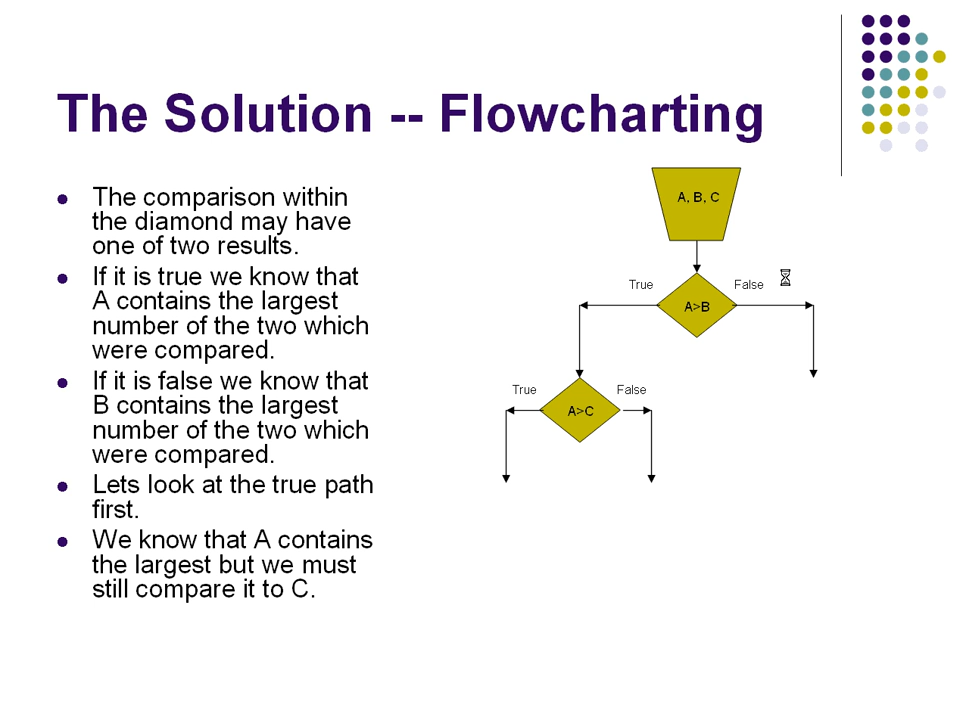 The Solution -- Flowcharting
The comparison within
the diamond may have
one of two results.
If it is true we know that
A contains the largest
number of the two which
were compared.
If it is false we know that
B contains the largest
number of the two which
were compared.
Lets look at the true path
first.
We know that A contains
the largest but we must
still compare it to C.
A, B, C
True
False
A>B
True
False
A>C